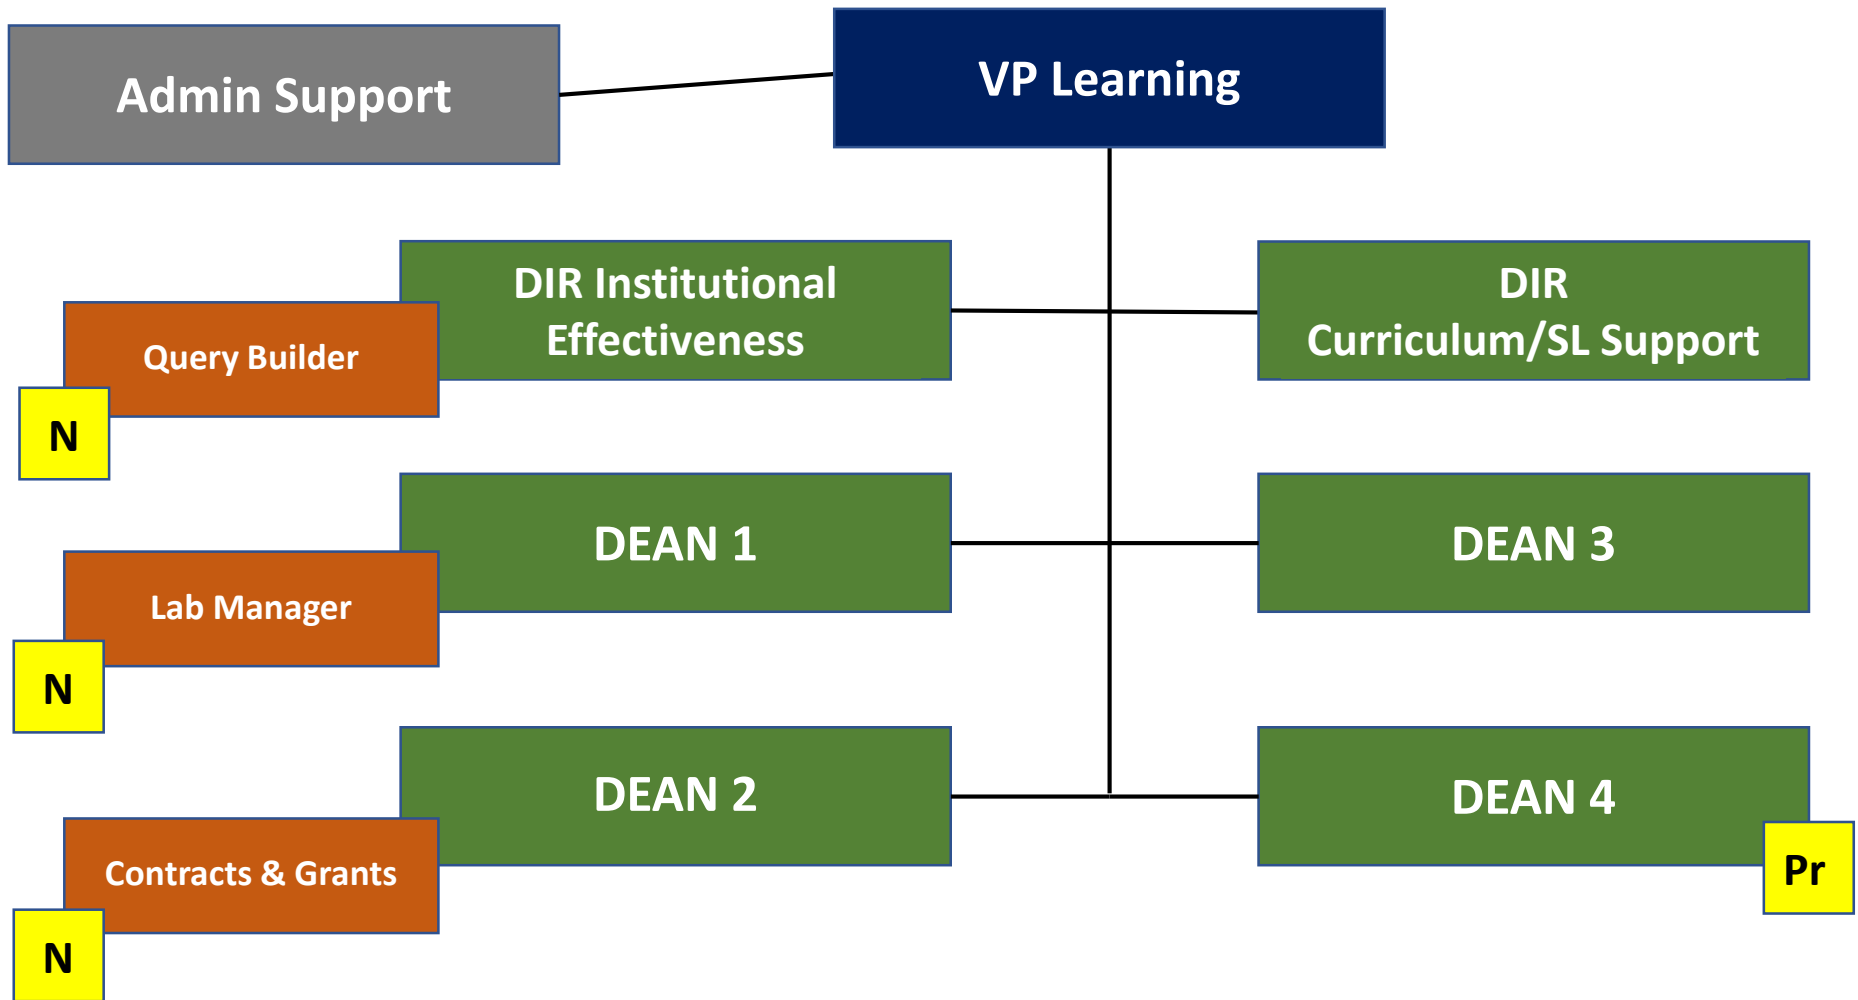 Admin Support
VP Learning
DIR Institutional
Effectiveness
DIR
Curriculum/SL Support
Query Builder
N
DEAN 1
DEAN 3
Lab Manager
N
DEAN 2
DEAN 4
Contracts & Grants
Pr
N